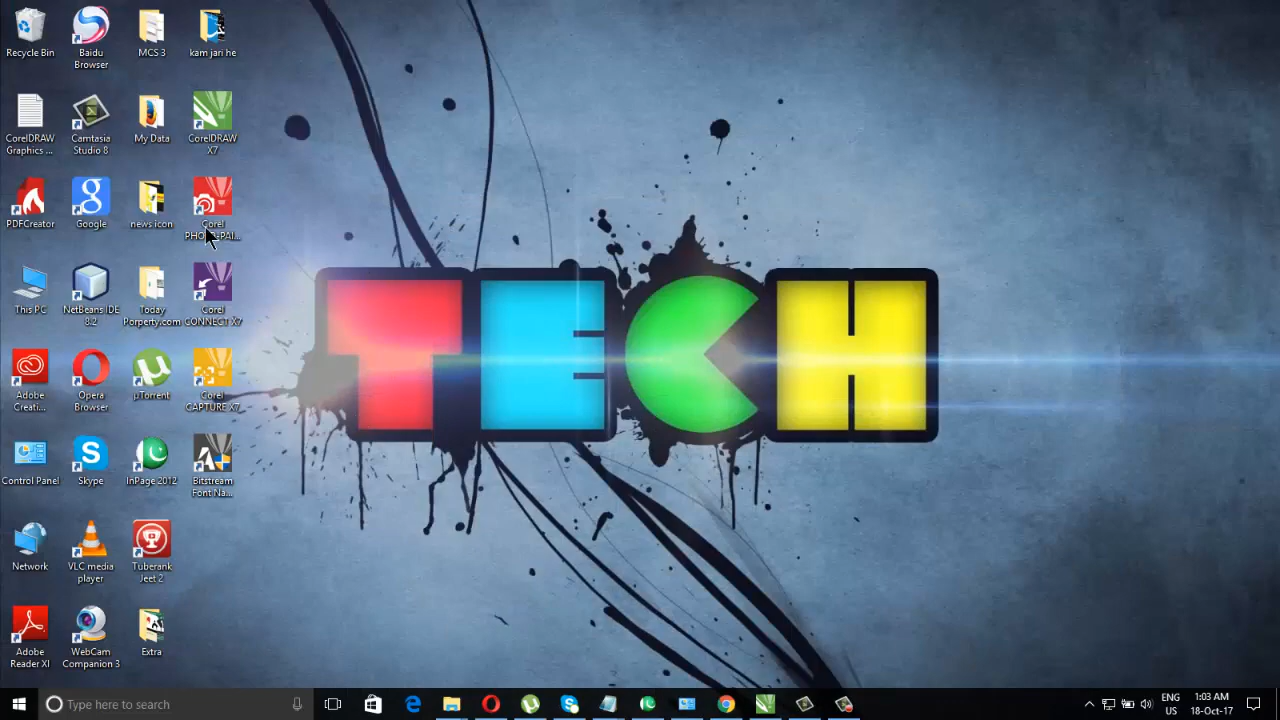 Recycle Bin
Baidu
Browser
MCS 3
kam jari he
CorelDRAW
Graphics ...
Camtasia
Studio 8
My Data
CorelDRAW
X7
PDFCreator
Google
news icon
Corel
PHOTO-PAI...
This PC
NetBeans IDE
8.2
Today
Porperty.com
Corel
CONNECT X7
Adobe
Creati...
Opera
Browser
µTorrent
Corel
CAPTURE X7
Control Panel
Skype
InPage 2012
Bitstream
Font Na...
Network
VLC media
player
Tuberank
Jeet 2
Adobe
Reader XI
WebCam
Companion 3
Extra
TECH
Type here to search
ENG
US
1:03 AM
18-Oct-17